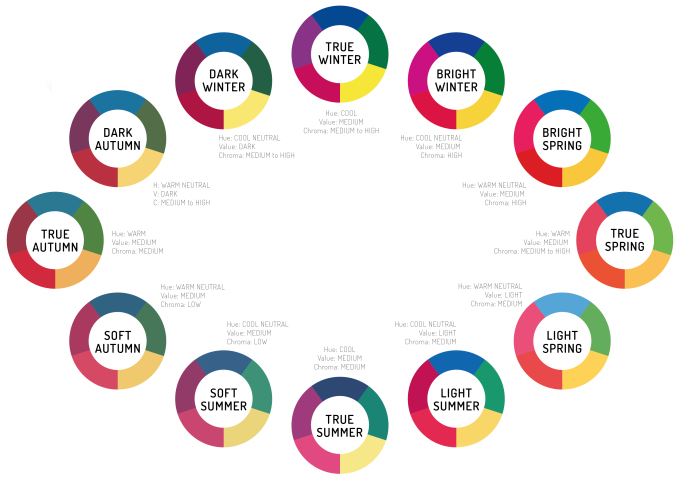 TRUE
WINTER
Hue: COOL
Value: MEDIUM
Chroma: MEDIUM to HIGH
DARK
WINTER
Hue: COOL NEUTRAL
Value: DARK
Chroma: MEDIUM to HIGH
BRIGHT
WINTER
Hue: COOL NEUTRAL
Value: MEDIUM
Chroma: HIGH
DARK
AUTUMN
H: WARM NEUTRAL
V: DARK
C: MEDIUM to HIGH
BRIGHT
SPRING
Hue: WARM NEUTRAL
Value: MEDIUM
Chroma: HIGH
TRUE
AUTUMN
Hue: WARM
Value: MEDIUM
Chroma: MEDIUM
TRUE
SPRING
Hue: WARM
Value: MEDIUM
Chroma: MEDIUM to HIGH
SOFT
AUTUMN
Hue: WARM NEUTRAL
Value: MEDIUM
Chroma: LOW
LIGHT
SPRING
Hue: WARM NEUTRAL
Value: LIGHT
Chroma: MEDIUM
SOFT
SUMMER
Hue: COOL NEUTRAL
Value: MEDIUM
Chroma: LOW
LIGHT
SUMMER
Hue: COOL NEUTRAL
Value: LIGHT
Chroma: MEDIUM
TRUE
SUMMER
Hue: COOL
Value: MEDIUM
Chroma: MEDIUM